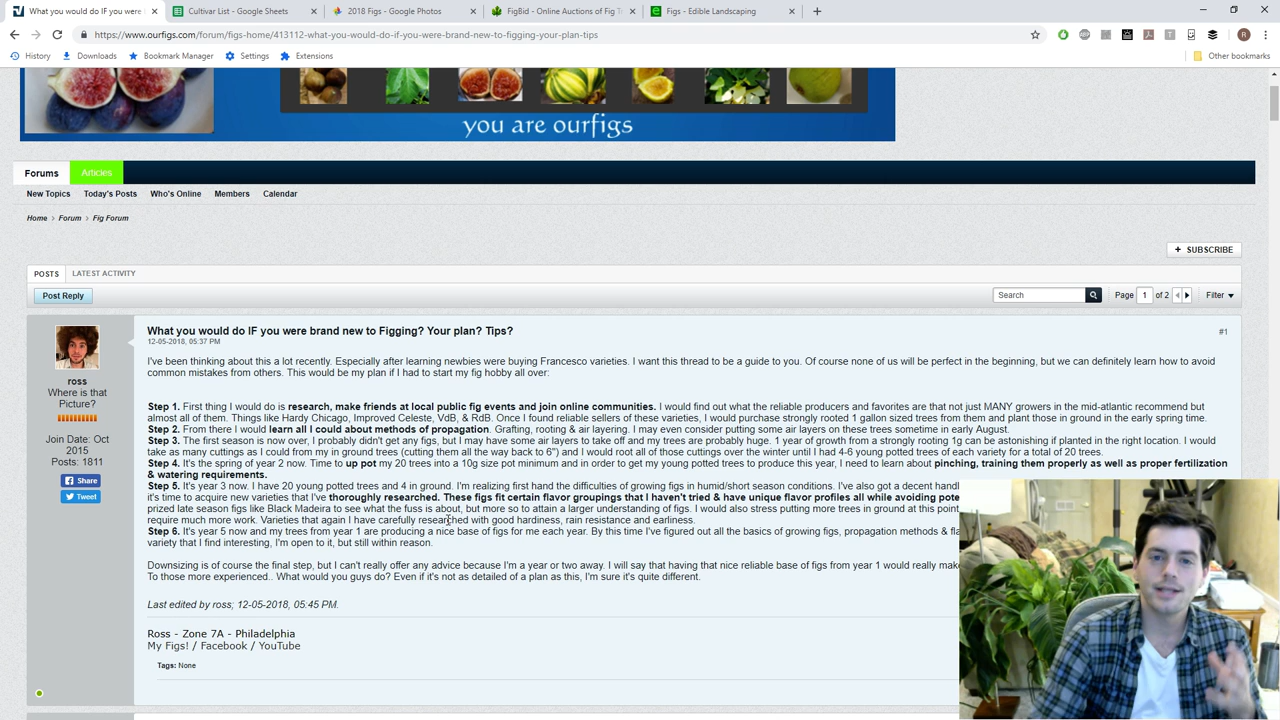 What you would do IF you were b
Cultivar List - Google Sheets
2018 Figs - Google Photos
FigBid - Online Auctions of Fig T
Figs - Edible Landscaping
https://www.ourfigs.com/forum/figs-home/413112-what-you-would-do-if-you-were-brand-new-to-figging-your-plan-tips
History Downloads Bookmark Manager Settings Extensions Other bookmarks
you are ourfigs
Forums Articles
New Topics Today's Posts Who's Online Members Calendar
Home > Forum > Fig Forum
+ SUBSCRIBE
POSTS LATEST ACTIVITY
Post Reply Search Page 1 of 2 Filter
What you would do IF you were brand new to Figging? Your plan? Tips? #1
12-05-2018, 05:37 PM
ross
Where is that
Picture?
Join Date: Oct
2015
Posts: 1811
Share
Tweet
I've been thinking about this a lot recently. Especially after learning newbies were buying Francesco varieties. I want this thread to be a guide to you. Of course none of us will be perfect in the beginning, but we can definitely learn how to avoid
common mistakes from others. This would be my plan if I had to start my fig hobby all over:
Step 1. First thing I would do is research, make friends at local public fig events and join online communities. I would find out what the reliable producers and favorites are that not just MANY growers in the mid-atlantic recommend but
almost all of them. Things like Hardy Chicago, Improved Celeste, VdB, & RdB. Once I found reliable sellers of these varieties, I would purchase strongly rooted 1 gallon sized trees from them and plant those in ground in the early spring time.
Step 2. From there I would learn all I could about methods of propagation. Grafting, rooting & air layering. I may even consider putting some air layers on these trees sometime in early August.
Step 3. The first season is now over, I probably didn't get any figs, but I may have some air layers to take off and my trees are probably huge. 1 year of growth from a strongly rooting 1g can be astonishing if planted in the right location. I would
take as many cuttings as I could from my in ground trees (cutting them all the way back to 6") and I would root all of those cuttings over the winter until I had 4-6 young potted trees of each variety for a total of 20 trees.
Step 4. It's the spring of year 2 now. Time to up pot my 20 trees into a 10g size pot minimum and in order to get my young potted trees to produce this year, I need to learn about pinching, training them properly as well as proper fertilization
& watering requirements.
Step 5. It's year 3 now. I have 20 young potted trees and 4 in ground. I'm realizing first hand the difficulties of growing figs in humid/short season conditions. I've also got a decent handl
it's time to acquire new varieties that I've thoroughly researched. These figs fit certain flavor groupings that I haven't tried & have unique flavor profiles all while avoiding pote
prized late season figs like Black Madeira to see what the fuss is about, but more so to attain a larger understanding of figs. I would also stress putting more trees in ground at this point
require much more work. Varieties that again I have carefully researched with good hardiness, rain resistance and earliness.
Step 6. It's year 5 now and my trees from year 1 are producing a nice base of figs for me each year. By this time I've figured out all the basics of growing figs, propagation methods & fla
variety that I find interesting, I'm open to it, but still within reason.
Downsizing is of course the final step, but I can't really offer any advice because I'm a year or two away. I will say that having that nice reliable base of figs from year 1 would really make
To those more experienced.. What would you guys do? Even if it's not as detailed of a plan as this, I'm sure it's quite different.
Last edited by ross; 12-05-2018, 05:45 PM.
Ross - Zone 7A - Philadelphia
My Figs! / Facebook / YouTube
Tags: None